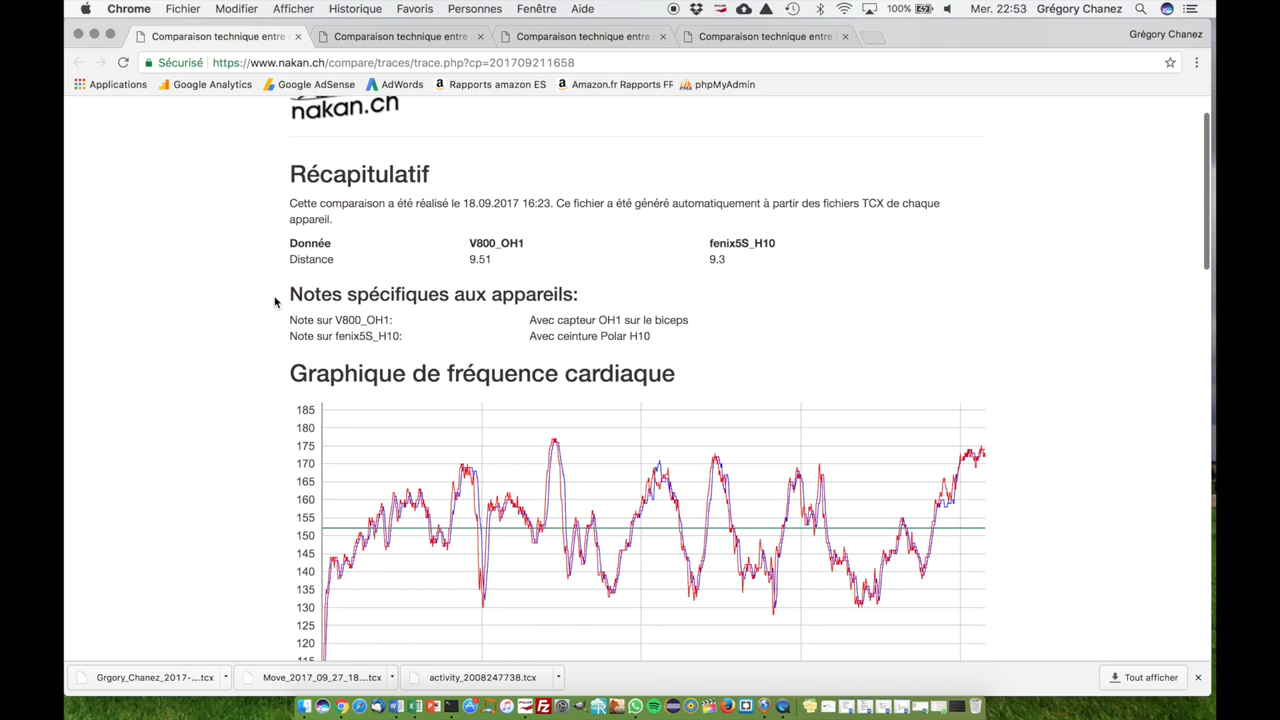 Chrome Fichier Modifier Afficher Historique Favoris Personnes Fenêtre Aide 100% Mer. 22:53 Grégory Chanez
Comparaison technique entre Comparaison technique entre Comparaison technique entre Comparaison technique entre Grégory Chanez
Sécurisé https://www.nakan.ch/compare/traces/trace.php?cp=201709211658
Applications Google Analytics Google AdSense AdWords Rapports amazon ES Amazon.fr Rapports FF phpMyAdmin
nakan.ch
Récapitulatif
Cette comparaison a été réalisé le 18.09.2017 16:23. Ce fichier a été généré automatiquement à partir des fichiers TCX de chaque
appareil.
Donnée V800_OH1 fenix5S_H10
Distance 9.51 9.3
Notes spécifiques aux appareils:
Note sur V800_OH1: Avec capteur OH1 sur le biceps
Note sur fenix5S_H10: Avec ceinture Polar H10
Graphique de fréquence cardiaque
185
180
175
170
165
160
155
150
145
140
135
130
125
120
115
Grgory_Chanez_2017-....tcx Move_2017_09_27_18....tcx activity_2008247738.tcx Tout afficher